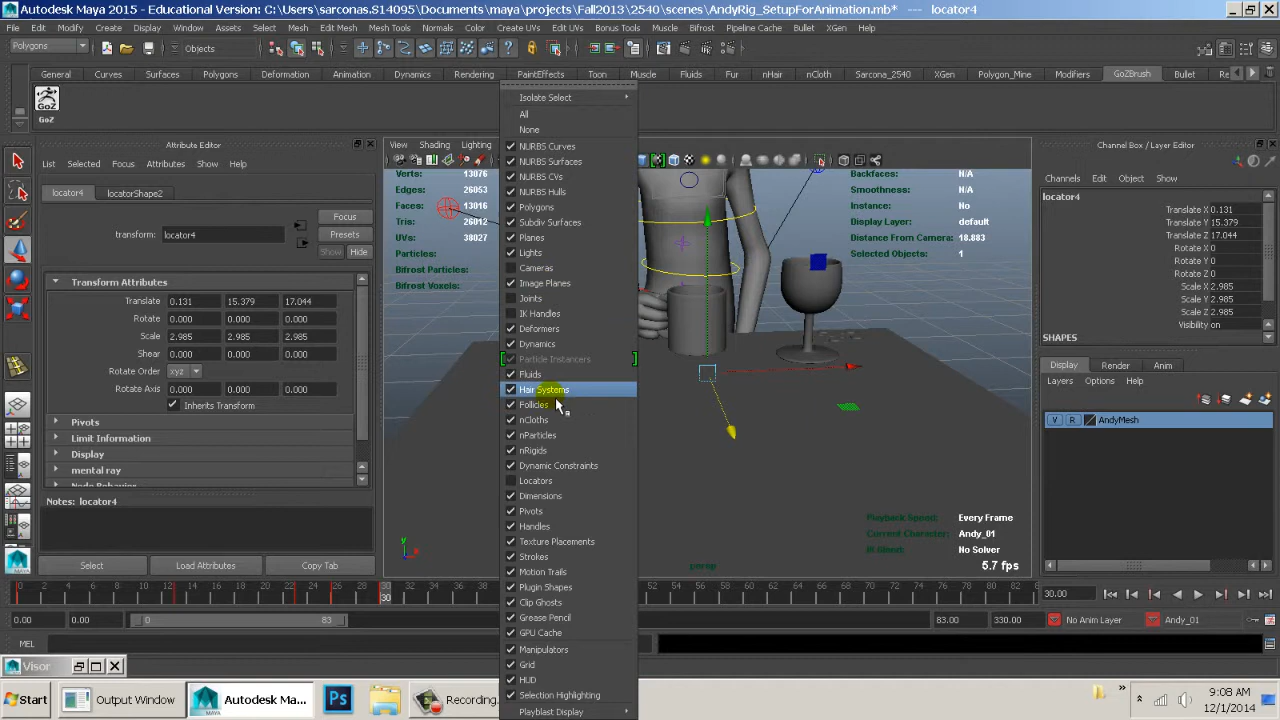 Autodesk Maya 2015 - Educational Version: C:\Users\sarconas.S14095\Documents\maya\projects\Fall2013\2540\scenes\AndyRig_SetupForAnimation.mb* --- locator4
File Edit Modify Create Display Window Assets Select Mesh Edit Mesh Mesh Tools Normals Color Create UVs Edit UVs Bonus Tools Muscle Bifrost Pipeline Cache Bullet XGen Help
Polygons Objects
General Curves Surfaces Polygons Deformation Animation Dynamics Rendering PaintEffects Toon Muscle Fluids Fur nHair nCloth Sarcona_2540 XGen Polygon_Mine Modifiers GoZBrush Bullet Re
GoZ
Attribute Editor
List Selected Focus Attributes Show Help
locator4 locatorShape2
Focus
Presets
Show Hide
transform: locator4
Transform Attributes
Translate 0.131 15.379 17.044
Rotate 0.000 0.000 0.000
Scale 2.985 2.985 2.985
Shear 0.000 0.000 0.000
Rotate Order xyz
Rotate Axis 0.000 0.000 0.000
Inherits Transform
Pivots
Limit Information
Display
mental ray
Notes: locator4
Select Load Attributes Copy Tab
View Shading Lighting
Verts: 13076
Edges: 26053
Faces: 13016
Tris: 26012
UVs: 38027
Particles:
Bifrost Particles:
Bifrost Voxels:
Isolate Select
All
None
NURBS Curves
NURBS Surfaces
NURBS CVs
NURBS Hulls
Polygons
Subdiv Surfaces
Planes
Lights
Cameras
Image Planes
Joints
IK Handles
Deformers
Dynamics
Particle Instancers
Fluids
Hair Systems
Follicles
nCloths
nParticles
nRigids
Dynamic Constraints
Locators
Dimensions
Pivots
Handles
Texture Placements
Strokes
Motion Trails
Plugin Shapes
Clip Ghosts
Grease Pencil
GPU Cache
Manipulators
Grid
HUD
Selection Highlighting
Playblast Display
Backfaces: N/A
Smoothness: N/A
Instance: No
Display Layer: default
Distance From Camera: 18.883
Selected Objects: 1
Playback Speed: Every Frame
Current Character: Andy_01
IK Blend: No Solver
5.7 fps
persp
y
x
Channel Box / Layer Editor
Channels Edit Object Show
locator4
Translate X 0.131
Translate Y 15.379
Translate Z 17.044
Rotate X 0
Rotate Y 0
Rotate Z 0
Scale X 2.985
Scale Y 2.985
Scale Z 2.985
Visibility on
SHAPES
Display Render Anim
Layers Options Help
V R AndyMesh
30.00
0.00 0.00 0 83 83.00 330.00 No Anim Layer Andy_01
MEL
Visor
Start Output Window Autodesk Ma... Ps Recording.
9:06 AM
12/1/2014